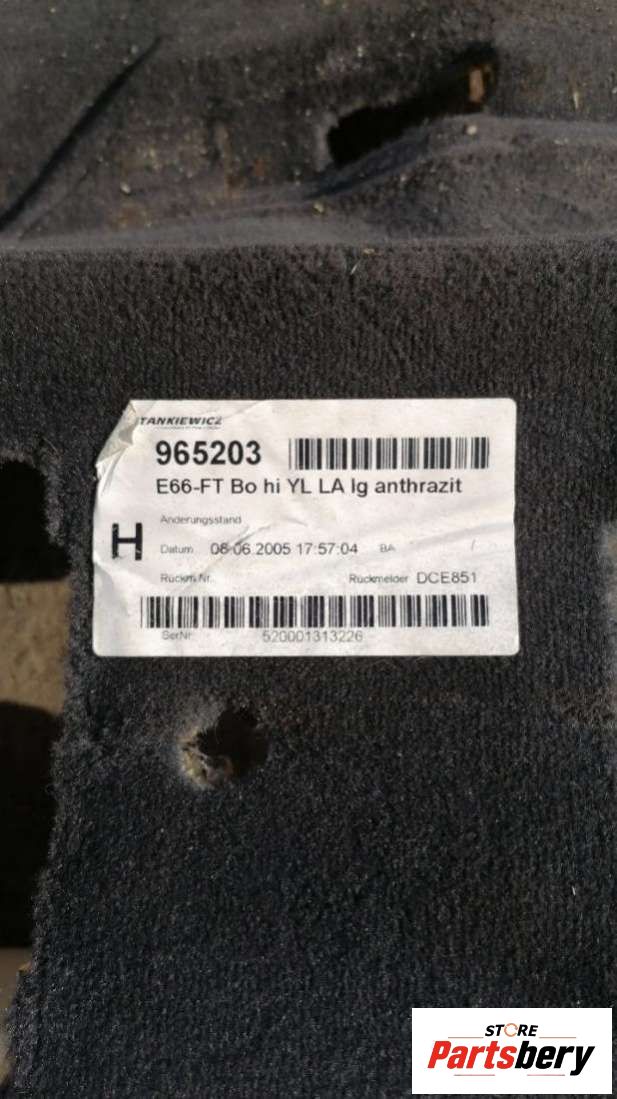 STANKIEWICZ
965203
E66-FT Bo hi YL LA lg anthrazit
Änderungsstand
H
Datum 08.06.2005 17:57:04 BA /
Rückm.Nr. Rückmelder DCE851
SerNr: 520001313226
STORE
Partsbery